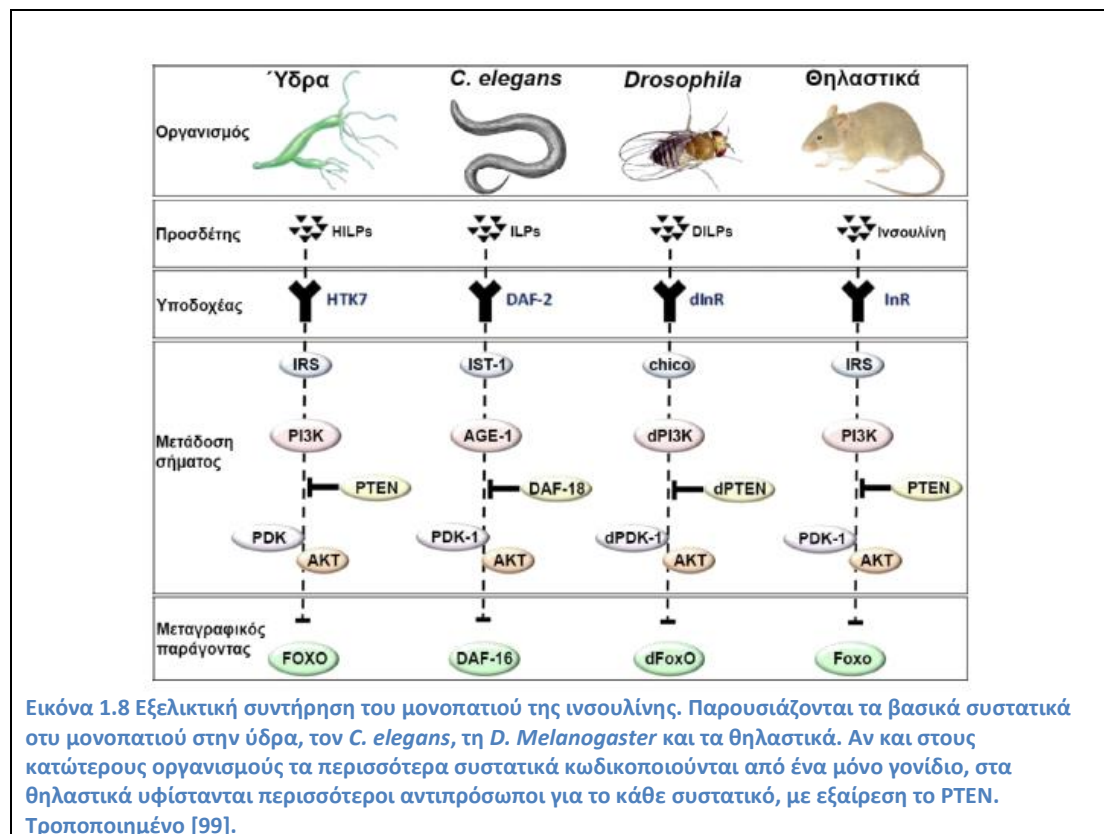 Ύδρα C. elegans Drosophila Θηλαστικά
Οργανισμός
Προσδέτης HILPs ILPs DILPs Ινσουλίνη
Υποδοχέας HTK7 DAF-2 dInR InR
IRS IST-1 chico IRS
Μετάδοση
σήματος
PI3K AGE-1 dPI3K PI3K
PTEN DAF-18 dPTEN PTEN
PDK PDK-1 dPDK-1 PDK-1
AKT AKT AKT AKT
Μεταγραφικός
παράγοντας
FOXO DAF-16 dFoxO Foxo
Εικόνα 1.8 Εξελικτική συντήρηση του μονοπατιού της ινσουλίνης. Παρουσιάζονται τα βασικά συστατικά
οτυ μονοπατιού στην ύδρα, τον C. elegans, τη D. Melanogaster και τα θηλαστικά. Αν και στους
κατώτερους οργανισμούς τα περισσότερα συστατικά κωδικοποιούνται από ένα μόνο γονίδιο, στα
θηλαστικά υφίστανται περισσότεροι αντιπρόσωποι για το κάθε συστατικό, με εξαίρεση το PTEN.
Τροποποιημένο [99].